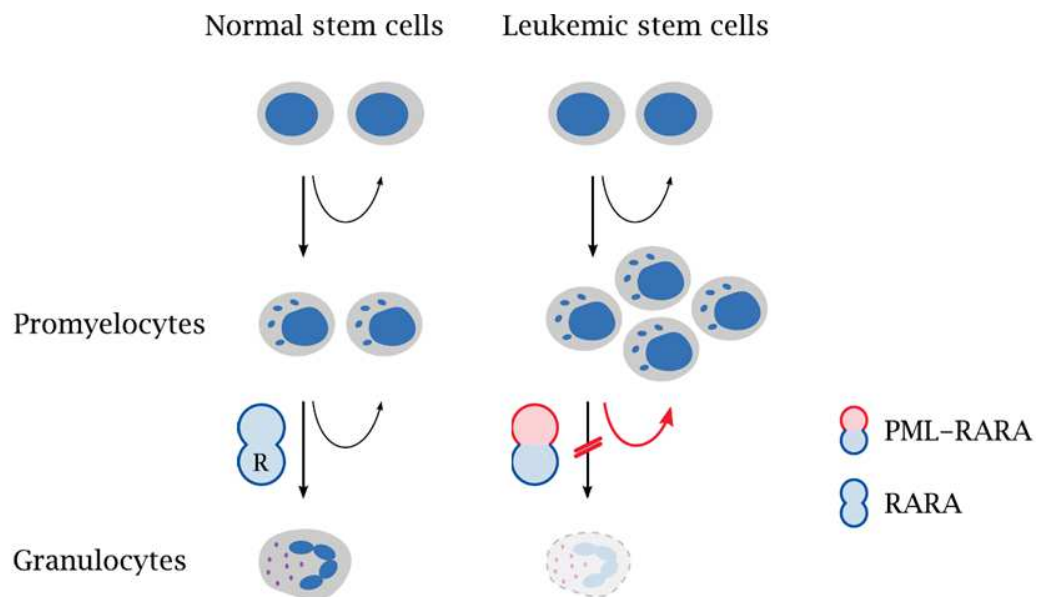 Normal stem cells
Leukemic stem cells
Promyelocytes
R
PML–RARA
RARA
Granulocytes